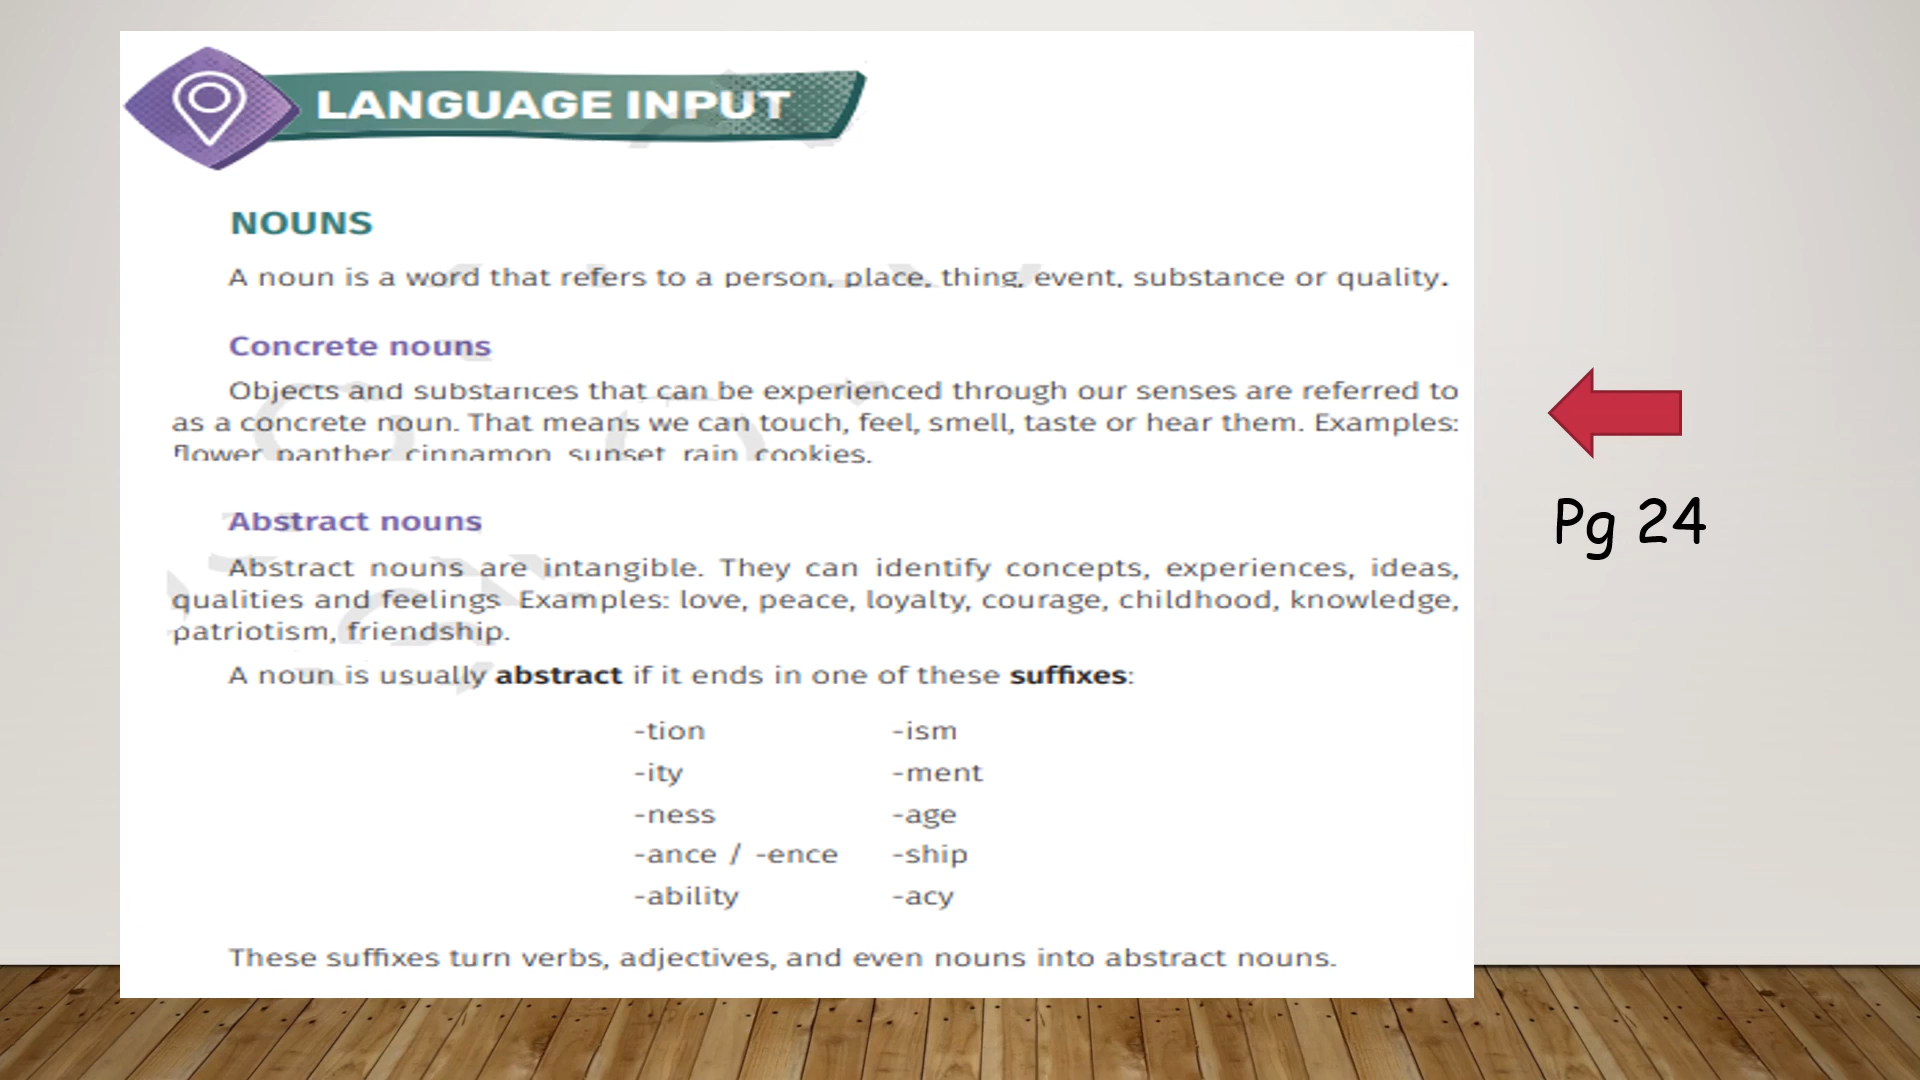 LANGUAGE INPUT
NOUNS
A noun is a word that refers to a person, place, thing, event, substance or quality.
Concrete nouns
Objects and substances that can be experienced through our senses are referred to
as a concrete noun. That means we can touch, feel, smell, taste or hear them. Examples:
flower panther cinnamon sunset rain cookies.
Abstract nouns
Abstract nouns are intangible. They can identify concepts, experiences, ideas,
qualities and feelings Examples: love, peace, loyalty, courage, childhood, knowledge,
patriotism, friendship.
A noun is usually abstract if it ends in one of these suffixes:
-tion -ism
-ity -ment
-ness -age
-ance / -ence -ship
-ability -acy
These suffixes turn verbs, adjectives, and even nouns into abstract nouns.
Pg 24